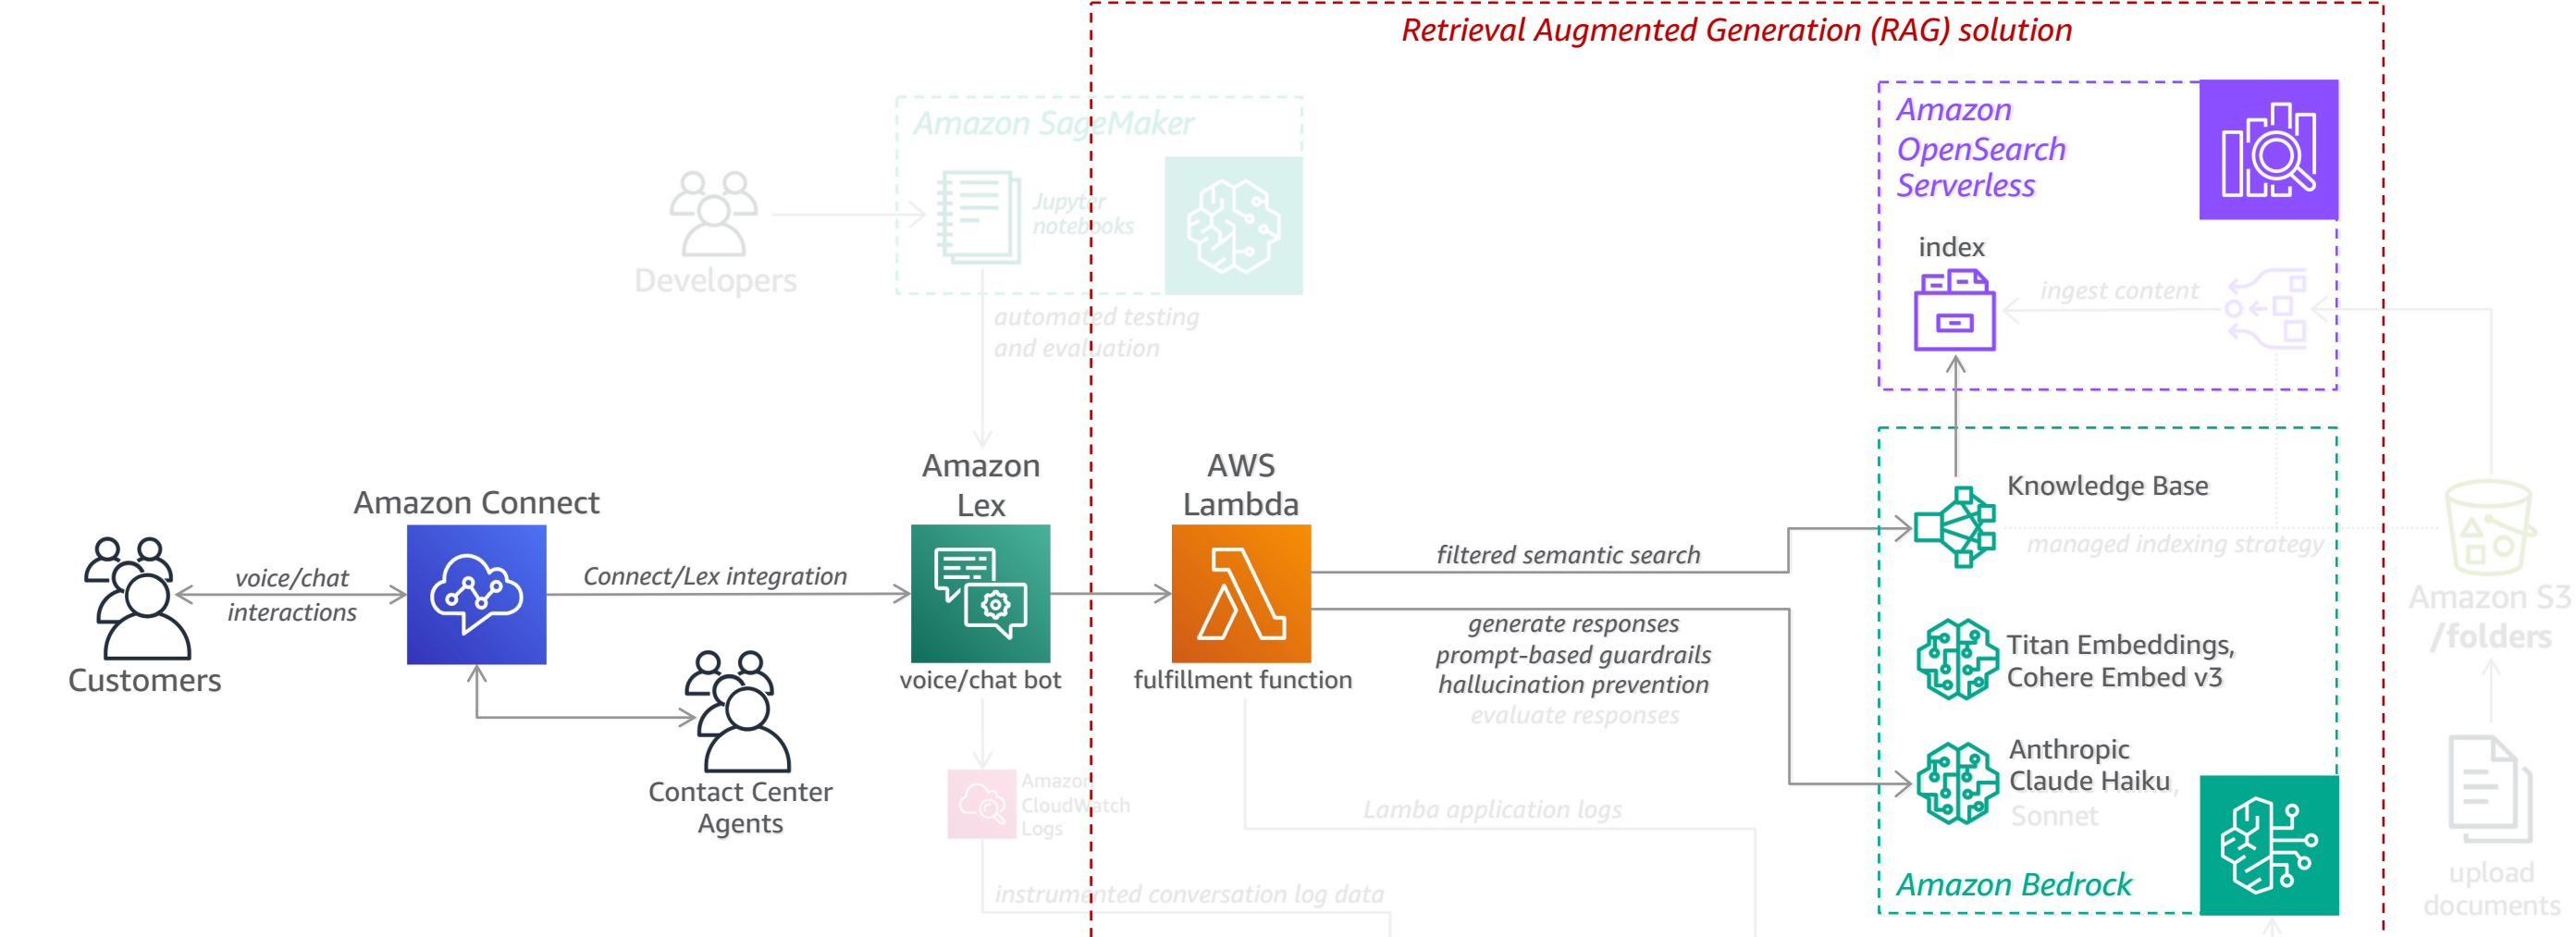 Retrieval Augmented Generation (RAG) solution
Amazon SageMaker
Jupyter
notebooks
Developers
automated testing
and evaluation
Amazon
OpenSearch
Serverless
index
ingest content
Amazon Connect
Amazon
Lex
AWS
Lambda
Customers
voice/chat
interactions
Connect/Lex integration
voice/chat bot
fulfillment function
Contact Center
Agents
filtered semantic search
generate responses
prompt-based guardrails
hallucination prevention
evaluate responses
Knowledge Base
managed indexing strategy
Titan Embeddings,
Cohere Embed v3
Anthropic
Claude Haiku,
Sonnet
Amazon Bedrock
Amazon S3
/folders
upload
documents
Amazon
CloudWatch
Logs
Lamba application logs
instrumented conversation log data